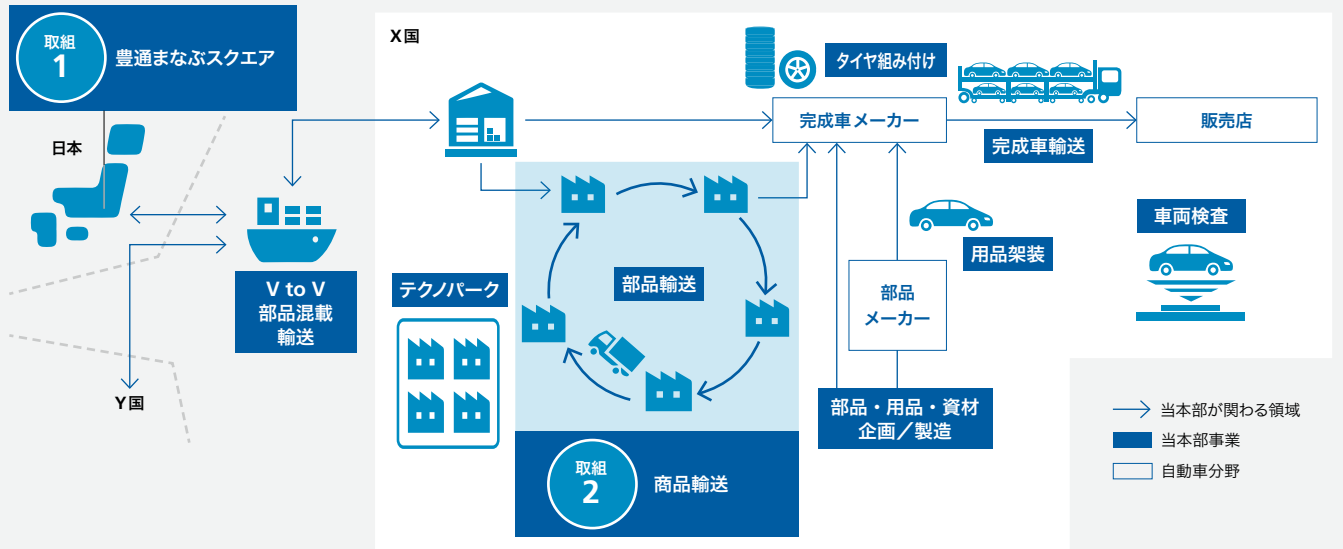 取組
1
豊通まなぶスクエア
日本
V to V
部品混載
輸送
Y国
X国
タイヤ組み付け
完成車メーカー
完成車輸送
販売店
車両検査
用品架装
部品
メーカー
部品輸送
テクノパーク
部品・用品・資材
企画／製造
取組
2
商品輸送
当本部が関わる領域
当本部事業
自動車分野